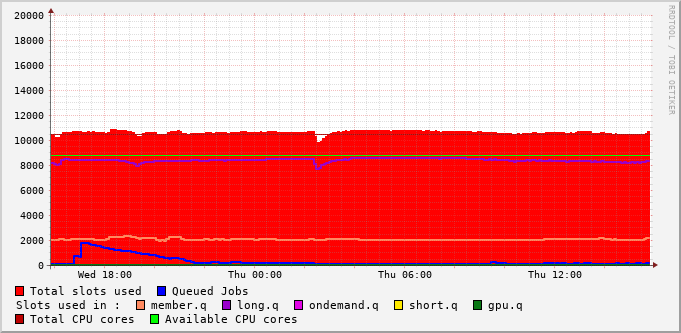 20000
18000
16000
14000
12000
10000
8000
6000
4000
2000
0
Wed 18:00 Thu 00:00 Thu 06:00 Thu 12:00
RRDTOOL / TOBI OETIKER
Total slots used Queued Jobs
Slots used in : member.q long.q ondemand.q short.q gpu.q
Total CPU cores Available CPU cores